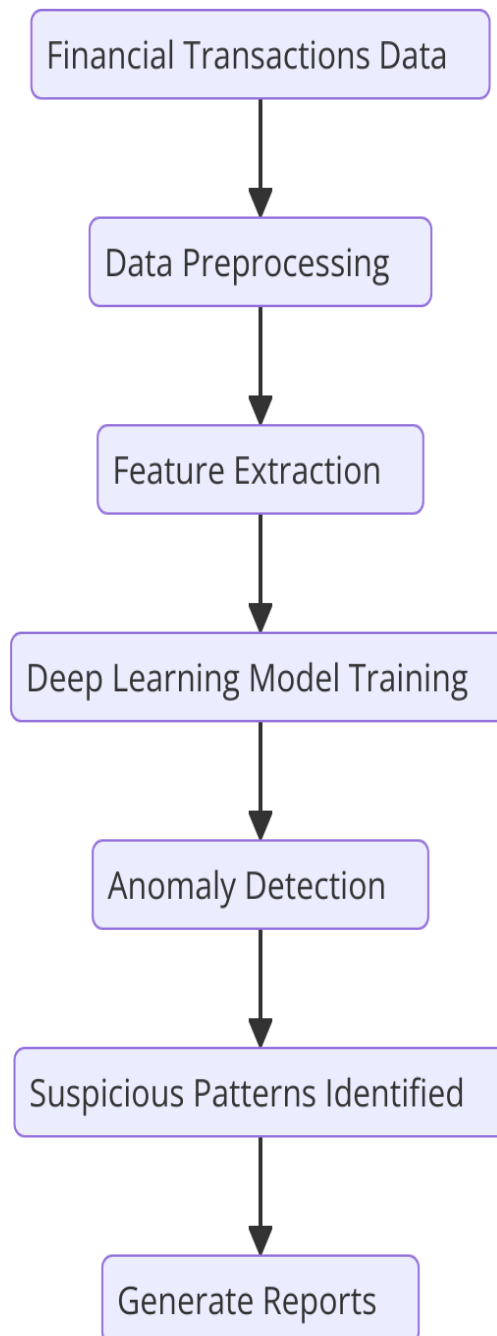 Financial Transactions Data
Data Preprocessing
Feature Extraction
Deep Learning Model Training
Anomaly Detection
Suspicious Patterns Identified
Generate Reports